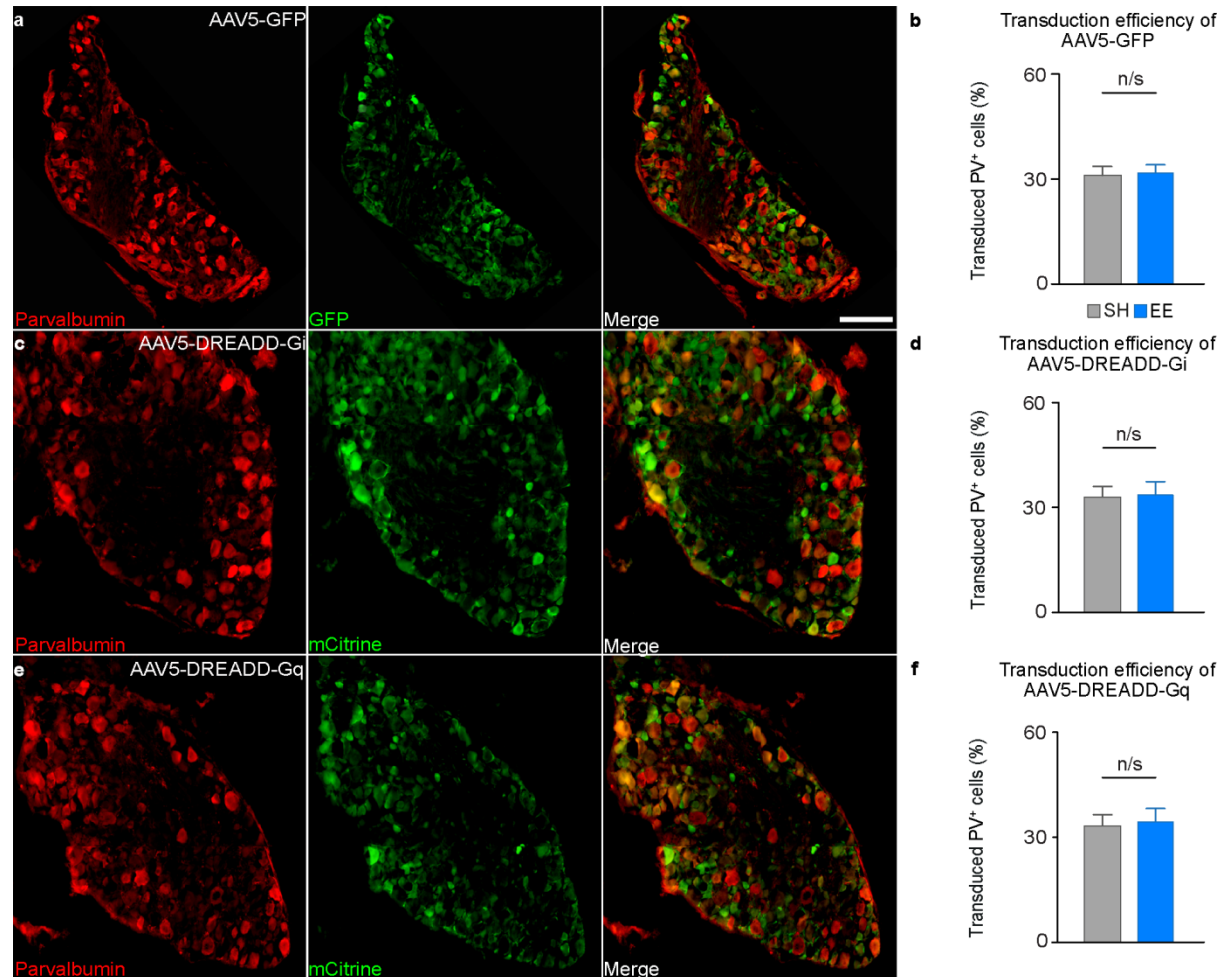 a AAV5-GFP
Parvalbumin
GFP
Merge
b Transduction efficiency of
AAV5-GFP
Transduced PV⁺ cells (%)
60
n/s
30
0
SH EE
c AAV5-DREADD-Gi
Parvalbumin
mCitrine
Merge
d Transduction efficiency of
AAV5-DREADD-Gi
Transduced PV⁺ cells (%)
60
n/s
30
0
e AAV5-DREADD-Gq
Parvalbumin
mCitrine
Merge
f Transduction efficiency of
AAV5-DREADD-Gq
Transduced PV⁺ cells (%)
60
n/s
30
0